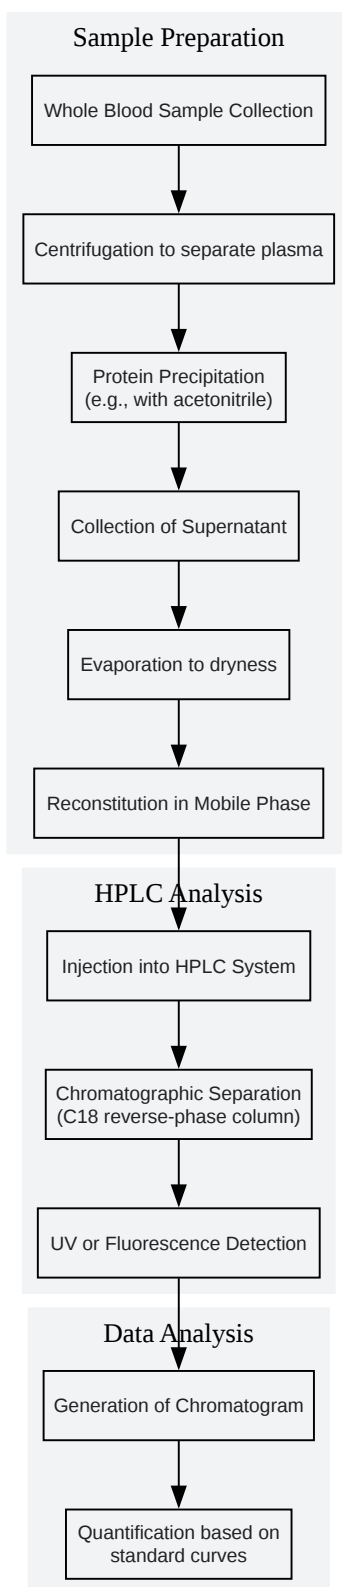 Sample Preparation
Whole Blood Sample Collection
Centrifugation to separate plasma
Protein Precipitation
(e.g., with acetonitrile)
Collection of Supernatant
Evaporation to dryness
Reconstitution in Mobile Phase
HPLC Analysis
Injection into HPLC System
Chromatographic Separation
(C18 reverse-phase column)
UV or Fluorescence Detection
Data Analysis
Generation of Chromatogram
Quantification based on
standard curves